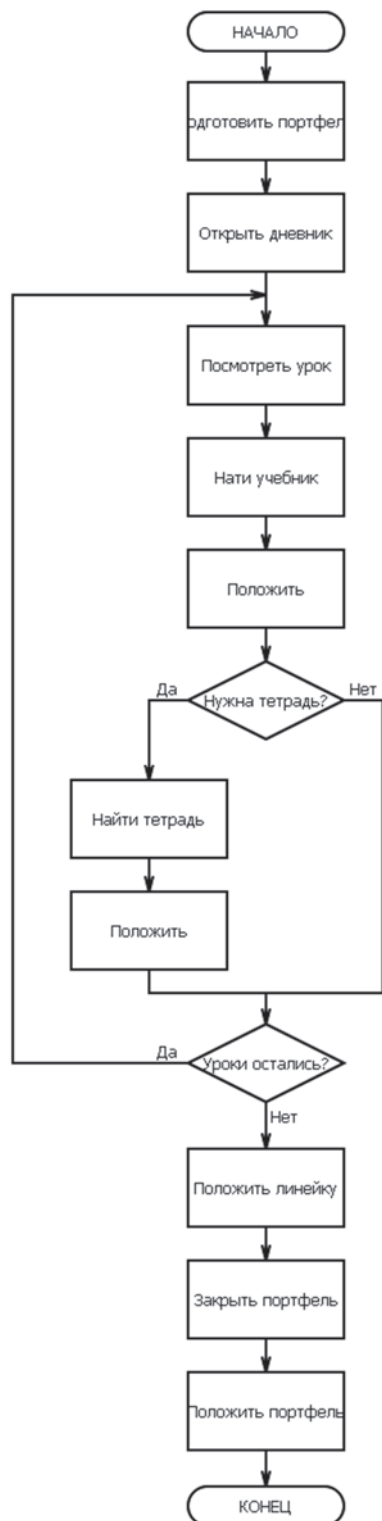 НАЧАЛО
одготовить портфел
Открыть дневник
Посмотреть урок
Нати учебник
Положить
Нужна тетрадь?
Да
Нет
Найти тетрадь
Положить
Уроки остались?
Да
Нет
Положить линейку
Закрыть портфель
Положить портфель
КОНЕЦ